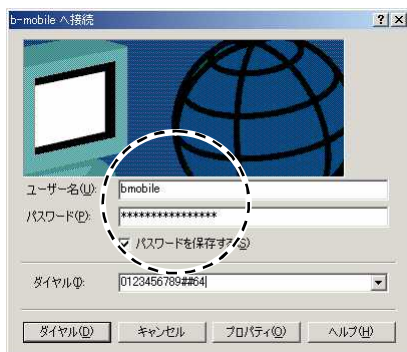 b-mobile へ接続
ユーザー名(U): bmobile
パスワード(P): ****************
パスワードを保存する(S)
ダイヤル(I): 0123456789##64
ダイヤル(D) キャンセル プロパティ(O) ヘルプ(H)